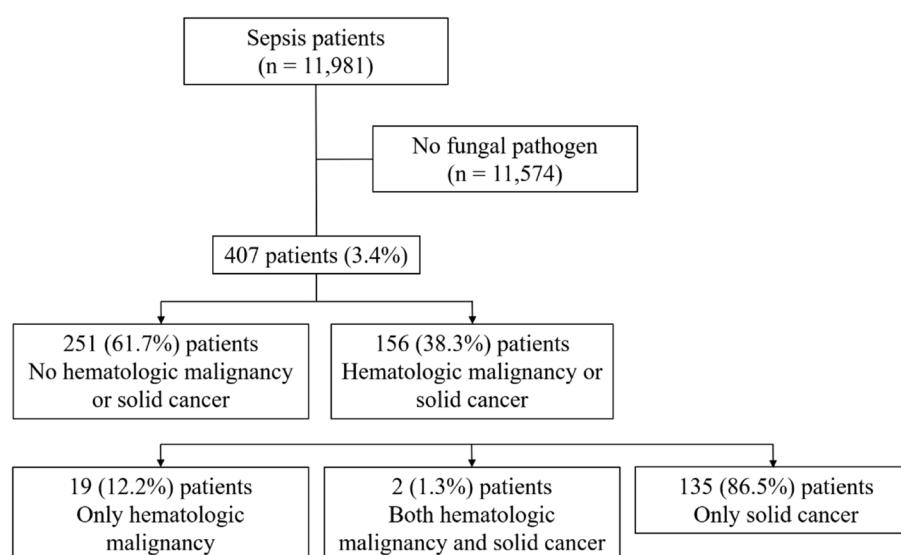 Sepsis patients
(n = 11,981)
No fungal pathogen
(n = 11,574)
407 patients (3.4%)
251 (61.7%) patients
No hematologic malignancy
or solid cancer
156 (38.3%) patients
Hematologic malignancy or
solid cancer
19 (12.2%) patients
Only hematologic
malignancy
2 (1.3%) patients
Both hematologic
malignancy and solid cancer
135 (86.5%) patients
Only solid cancer